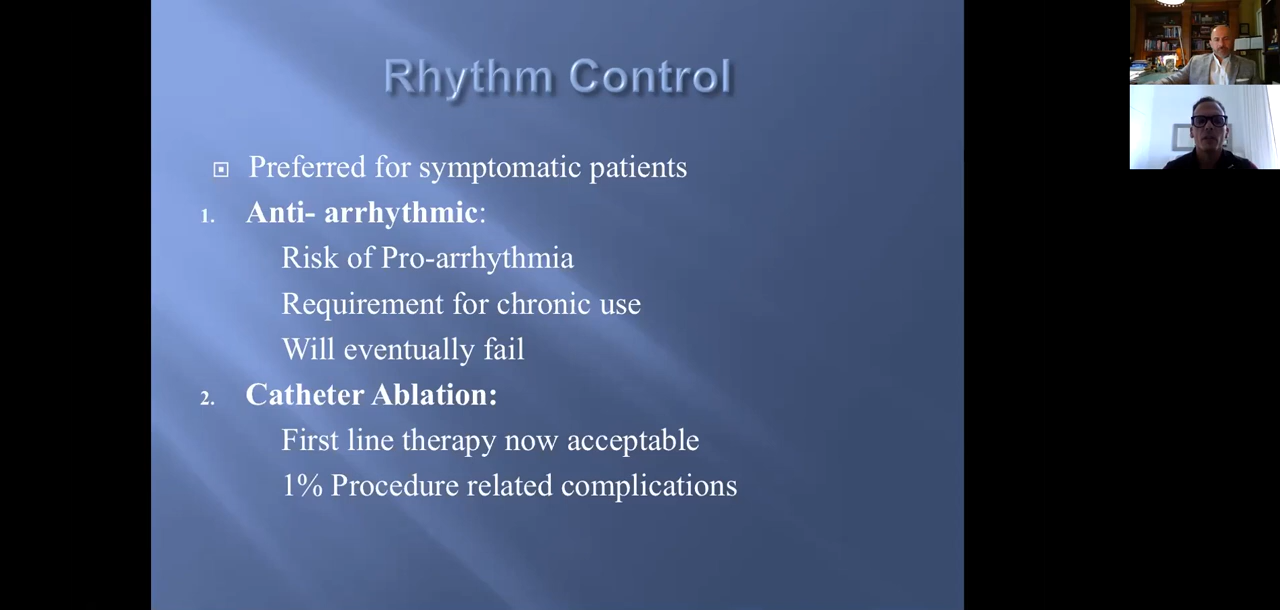 Rhythm Control
Preferred for symptomatic patients
1. Anti- arrhythmic:
Risk of Pro-arrhythmia
Requirement for chronic use
Will eventually fail
2. Catheter Ablation:
First line therapy now acceptable
1% Procedure related complications